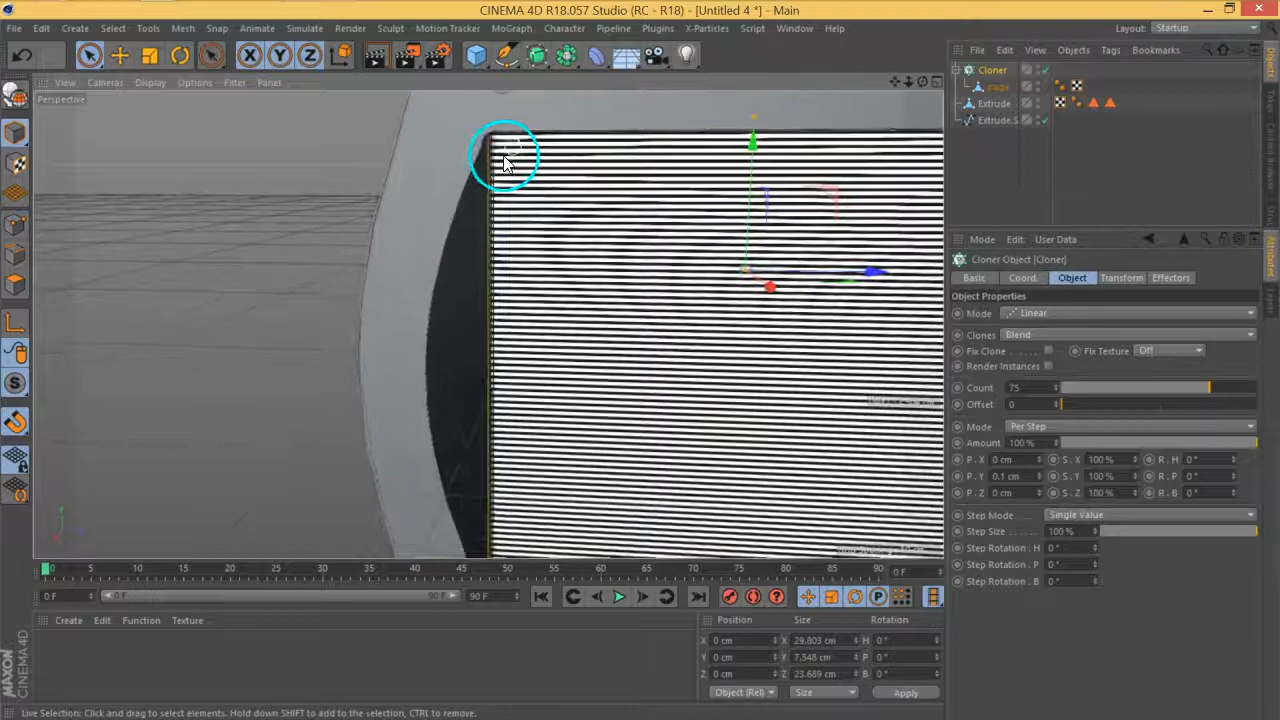 CINEMA 4D R18.057 Studio (RC - R18) - [Untitled 4 *] - Main
File Edit Create Select Tools Mesh Snap Animate Simulate Render Sculpt Motion Tracker MoGraph Character Pipeline Plugins X-Particles Script Window Help
Layout: Startup
File Edit View Objects Tags Bookmarks
View Cameras Display Options Filter Panel
Perspective
Cloner
Extrude
Extrude.S
Mode Edit User Data
Cloner Object [Cloner]
Basic Coord. Object Transform Effectors
Object Properties
Mode Linear
Clones Blend
Fix Clone Fix Texture Off
Render Instances
Count 75
Offset 0
Mode Per Step
Amount 100 %
P . X 0 cm S . X 100 % R . H 0 °
P . Y 0.1 cm S . Y 100 % R . P 0 °
P . Z 0 cm S . Z 100 % R . B 0 °
Step Mode Single Value
Step Size 100 %
Step Rotation . H 0 °
Step Rotation . P 0 °
Step Rotation . B 0 °
Objects
Takes
Content Browser
Attributes
Layers
0 5 10 15 20 25 30 35 40 45 50 55 60 65 70 75 80 85 90 0 F
0 F 0 F 90 F 90 F
Create Edit Function Texture
Position Size Rotation
X 0 cm X 29.803 cm H 0 °
Y 0 cm Y 7.548 cm P 0 °
Z 0 cm Z 23.689 cm B 0 °
Object (Rel) Size Apply
MAXON
CINEMA 4D
Live Selection: Click and drag to select elements. Hold down SHIFT to add to the selection, CTRL to remove.